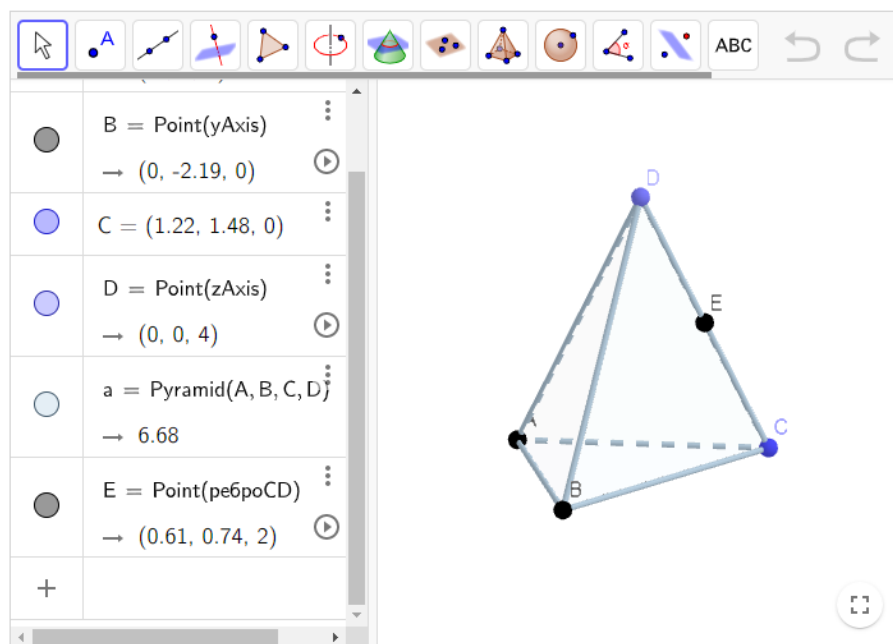 A
ABC
B = Point(yAxis)
→ (0, -2.19, 0)
C = (1.22, 1.48, 0)
D = Point(zAxis)
→ (0, 0, 4)
a = Pyramid(A, B, C, D)
→ 6.68
E = Point(реброCD)
→ (0.61, 0.74, 2)
D
E
A
C
B